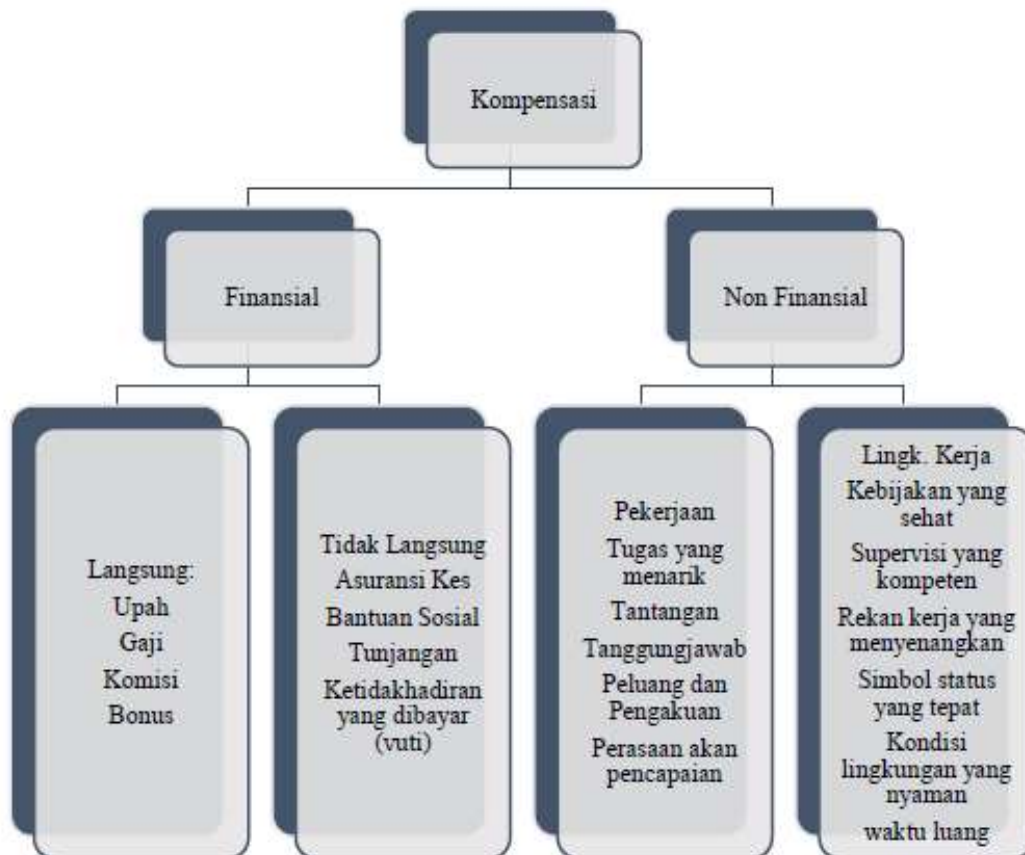 Kompensasi
Finansial
Non Finansial
Langsung:
Upah
Gaji
Komisi
Bonus
Tidak Langsung
Asuransi Kes
Bantuan Sosial
Tunjangan
Ketidakhadiran
yang dibayar
(vuti)
Pekerjaan
Tugas yang
menarik
Tantangan
Tanggungjawab
Peluang dan
Pengakuan
Perasaan akan
pencapaian
Lingk. Kerja
Kebijakan yang
sehat
Supervisi yang
kompeten
Rekan kerja yang
menyenangkan
Simbol status
yang tepat
Kondisi
lingkungan yang
nyaman
waktu luang